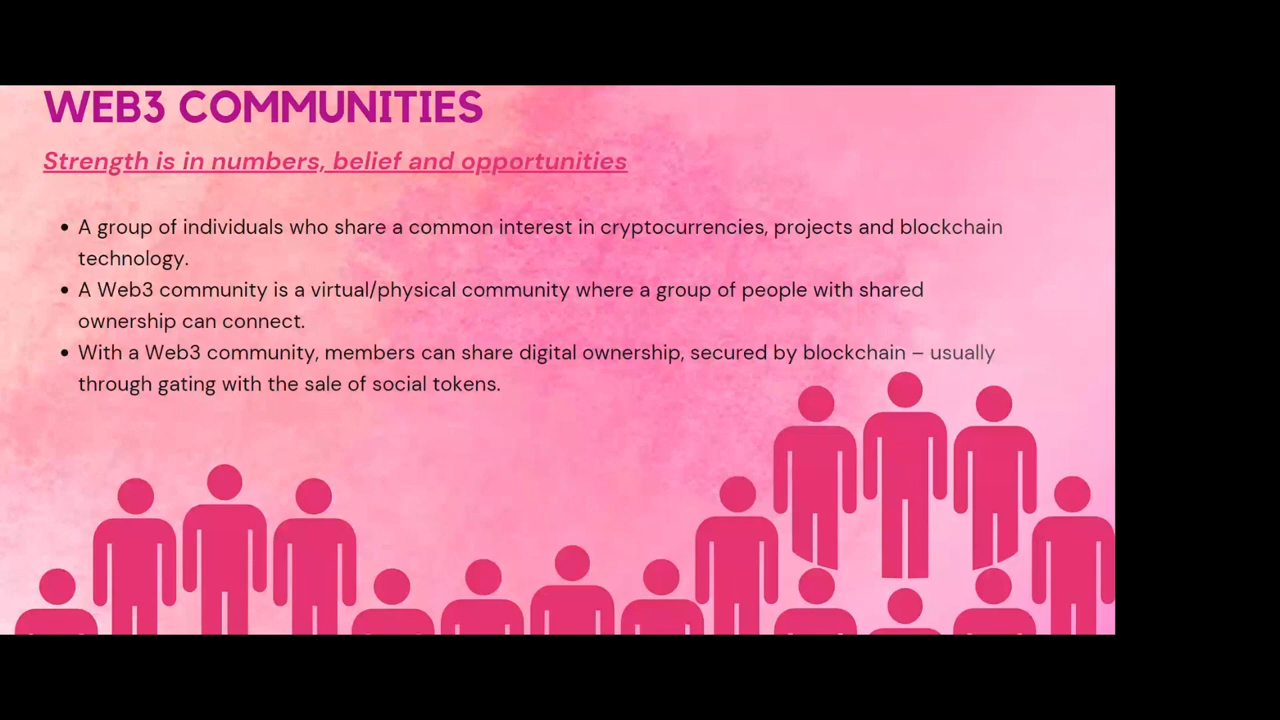 WEB3 COMMUNITIES
Strength is in numbers, belief and opportunities
• A group of individuals who share a common interest in cryptocurrencies, projects and blockchain
technology.
• A Web3 community is a virtual/physical community where a group of people with shared
ownership can connect.
• With a Web3 community, members can share digital ownership, secured by blockchain – usually
through gating with the sale of social tokens.